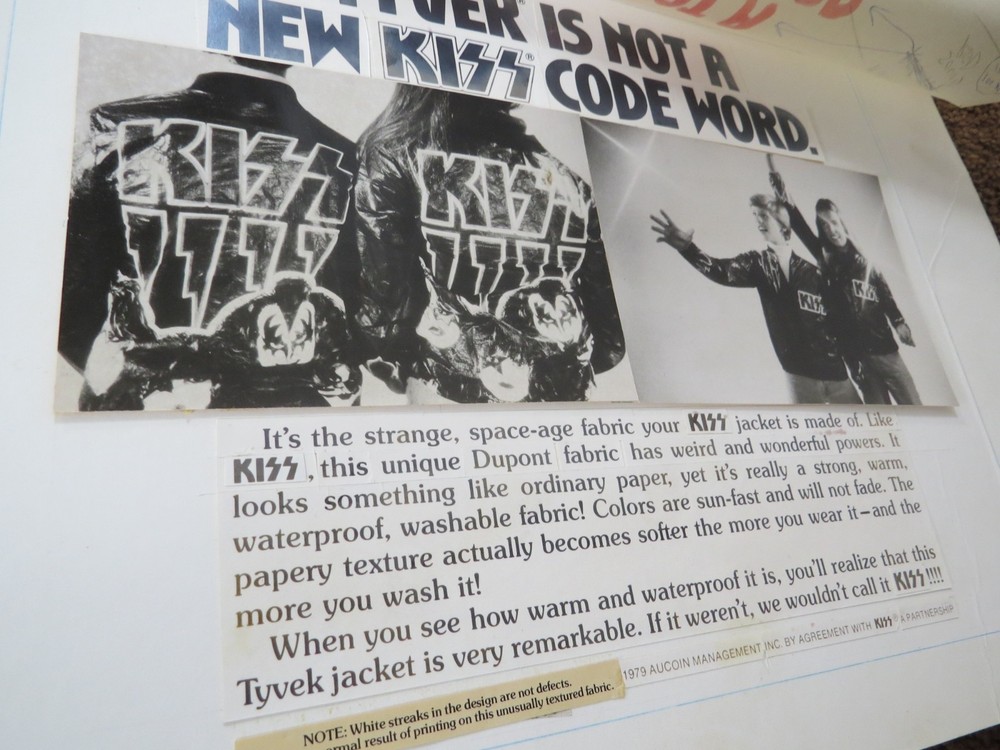 IS NOT A
NEW KISS® CODE WORD.
KISS
KISS
KISS
KISS
It's the strange, space-age fabric your KISS jacket is made of. Like
KISS, this unique Dupont fabric has weird and wonderful powers. It
looks something like ordinary paper, yet it's really a strong, warm,
waterproof, washable fabric! Colors are sun-fast and will not fade. The
papery texture actually becomes softer the more you wear it—and the
more you wash it!
When you see how warm and waterproof it is, you'll realize that this
Tyvek jacket is very remarkable. If it weren't, we wouldn't call it KISS!!!!
1979 AUCOIN MANAGEMENT INC. BY AGREEMENT WITH KISS® A PARTNERSHIP
NOTE: White streaks in the design are not defects.
result of printing on this unusually textured fabric.